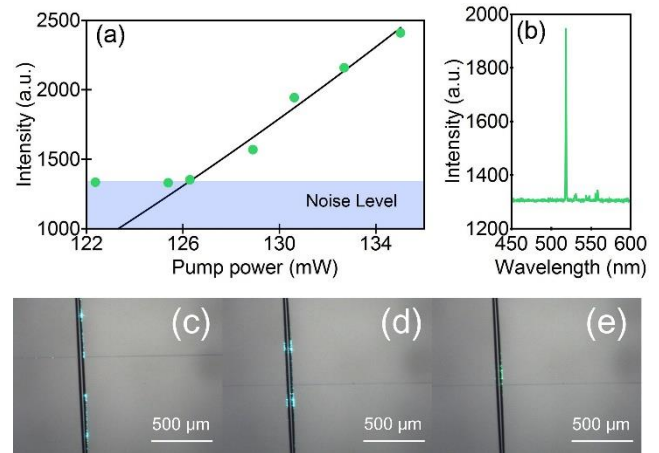 (a)
Intensity (a.u.)
2500
2000
1500
1000
Noise Level
122
126
130
134
Pump power (mW)
(b)
Intensity (a.u.)
2000
1800
1600
1400
1200
450
500
550
600
Wavelength (nm)
(c)
500 µm
(d)
500 µm
(e)
500 µm